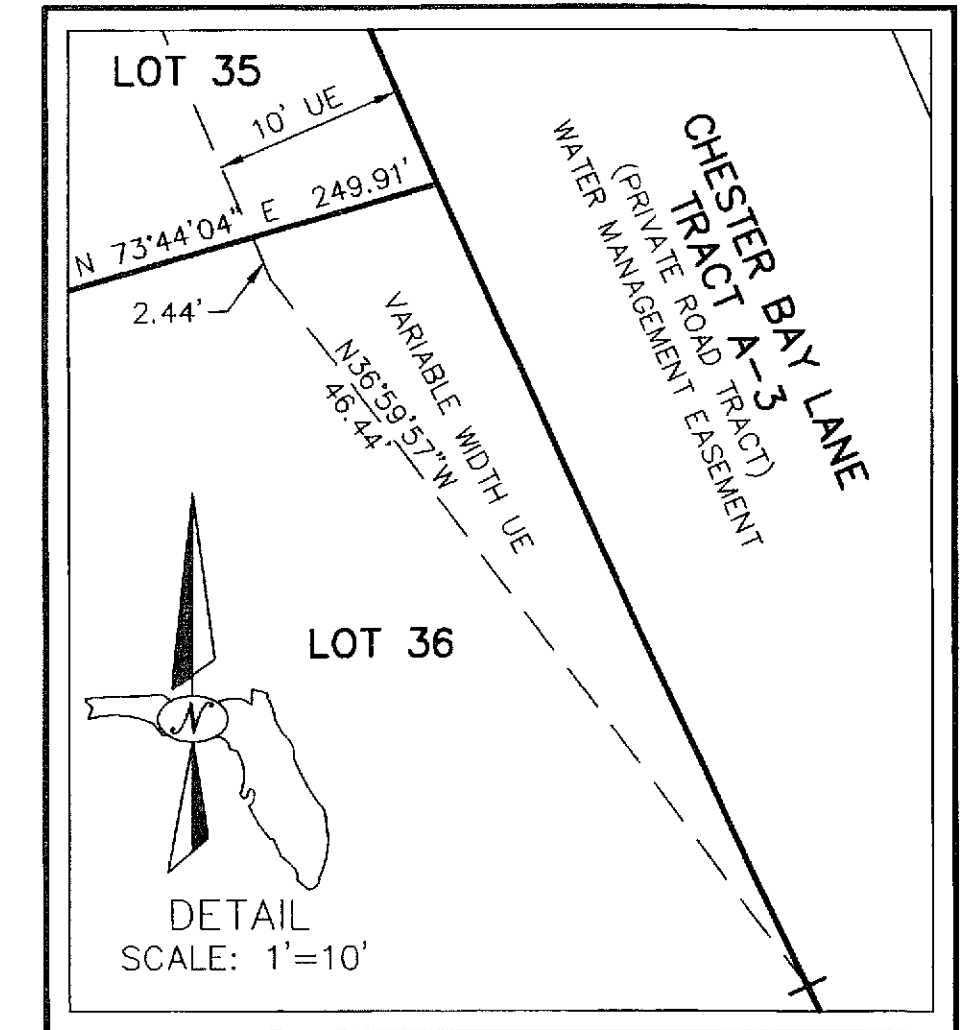 LOT 35
10' UE
N 73°44'04" E 249.91'
2.44'
N36°59'57"W
46.44'
VARIABLE WIDTH UE
CHESTER BAY LANE
TRACT A-3
(PRIVATE ROAD TRACT)
WATER MANAGEMENT EASEMENT
LOT 36
N
DETAIL
SCALE: 1'=10'